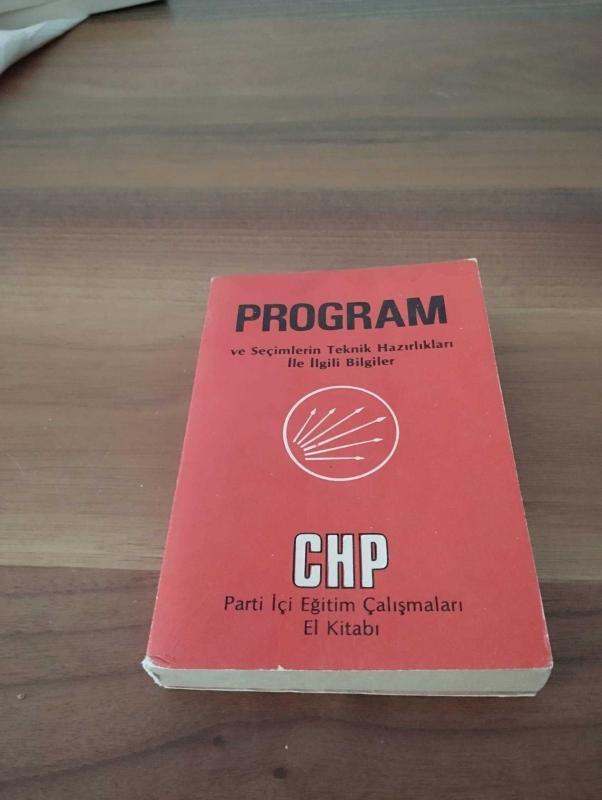 PROGRAM
ve Seçimlerin Teknik Hazırlıkları
İle İlgili Bilgiler
CHP
Parti İçi Eğitim Çalışmaları
El Kitabı